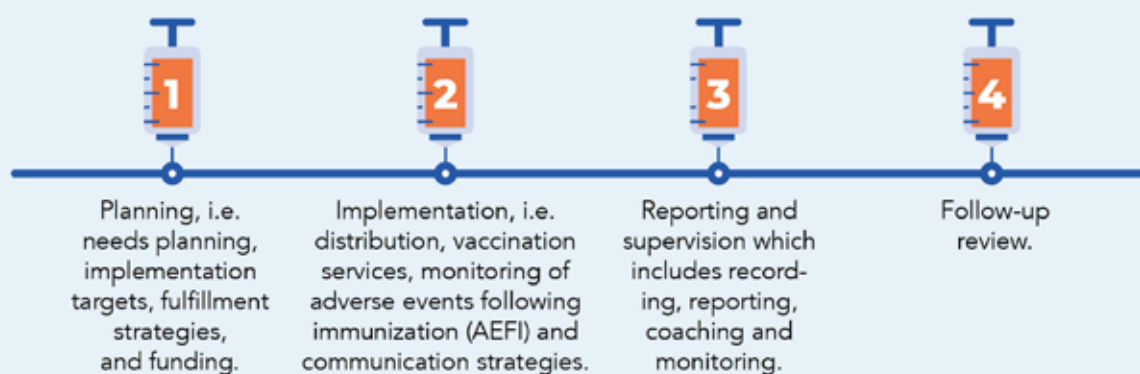 1
Planning, i.e.
needs planning,
implementation
targets, fulfillment
strategies,
and funding.
2
Implementation, i.e.
distribution, vaccination
services, monitoring of
adverse events following
immunization (AEFI) and
communication strategies.
3
Reporting and
supervision which
includes record-
ing, reporting,
coaching and
monitoring.
4
Follow-up
review.